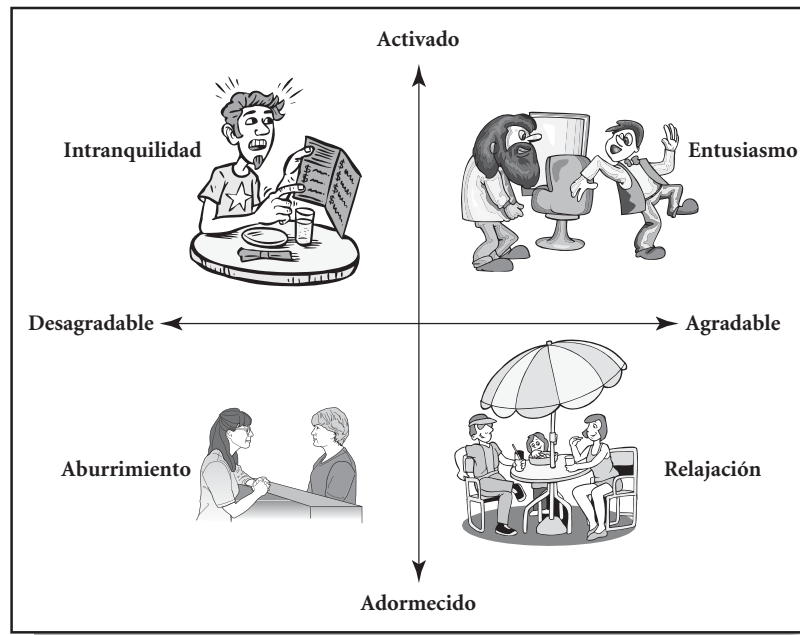 Activado
Intranquilidad
Entusiasmo
Desagradable
Agradable
Aburrimiento
Relajación
Adormecido